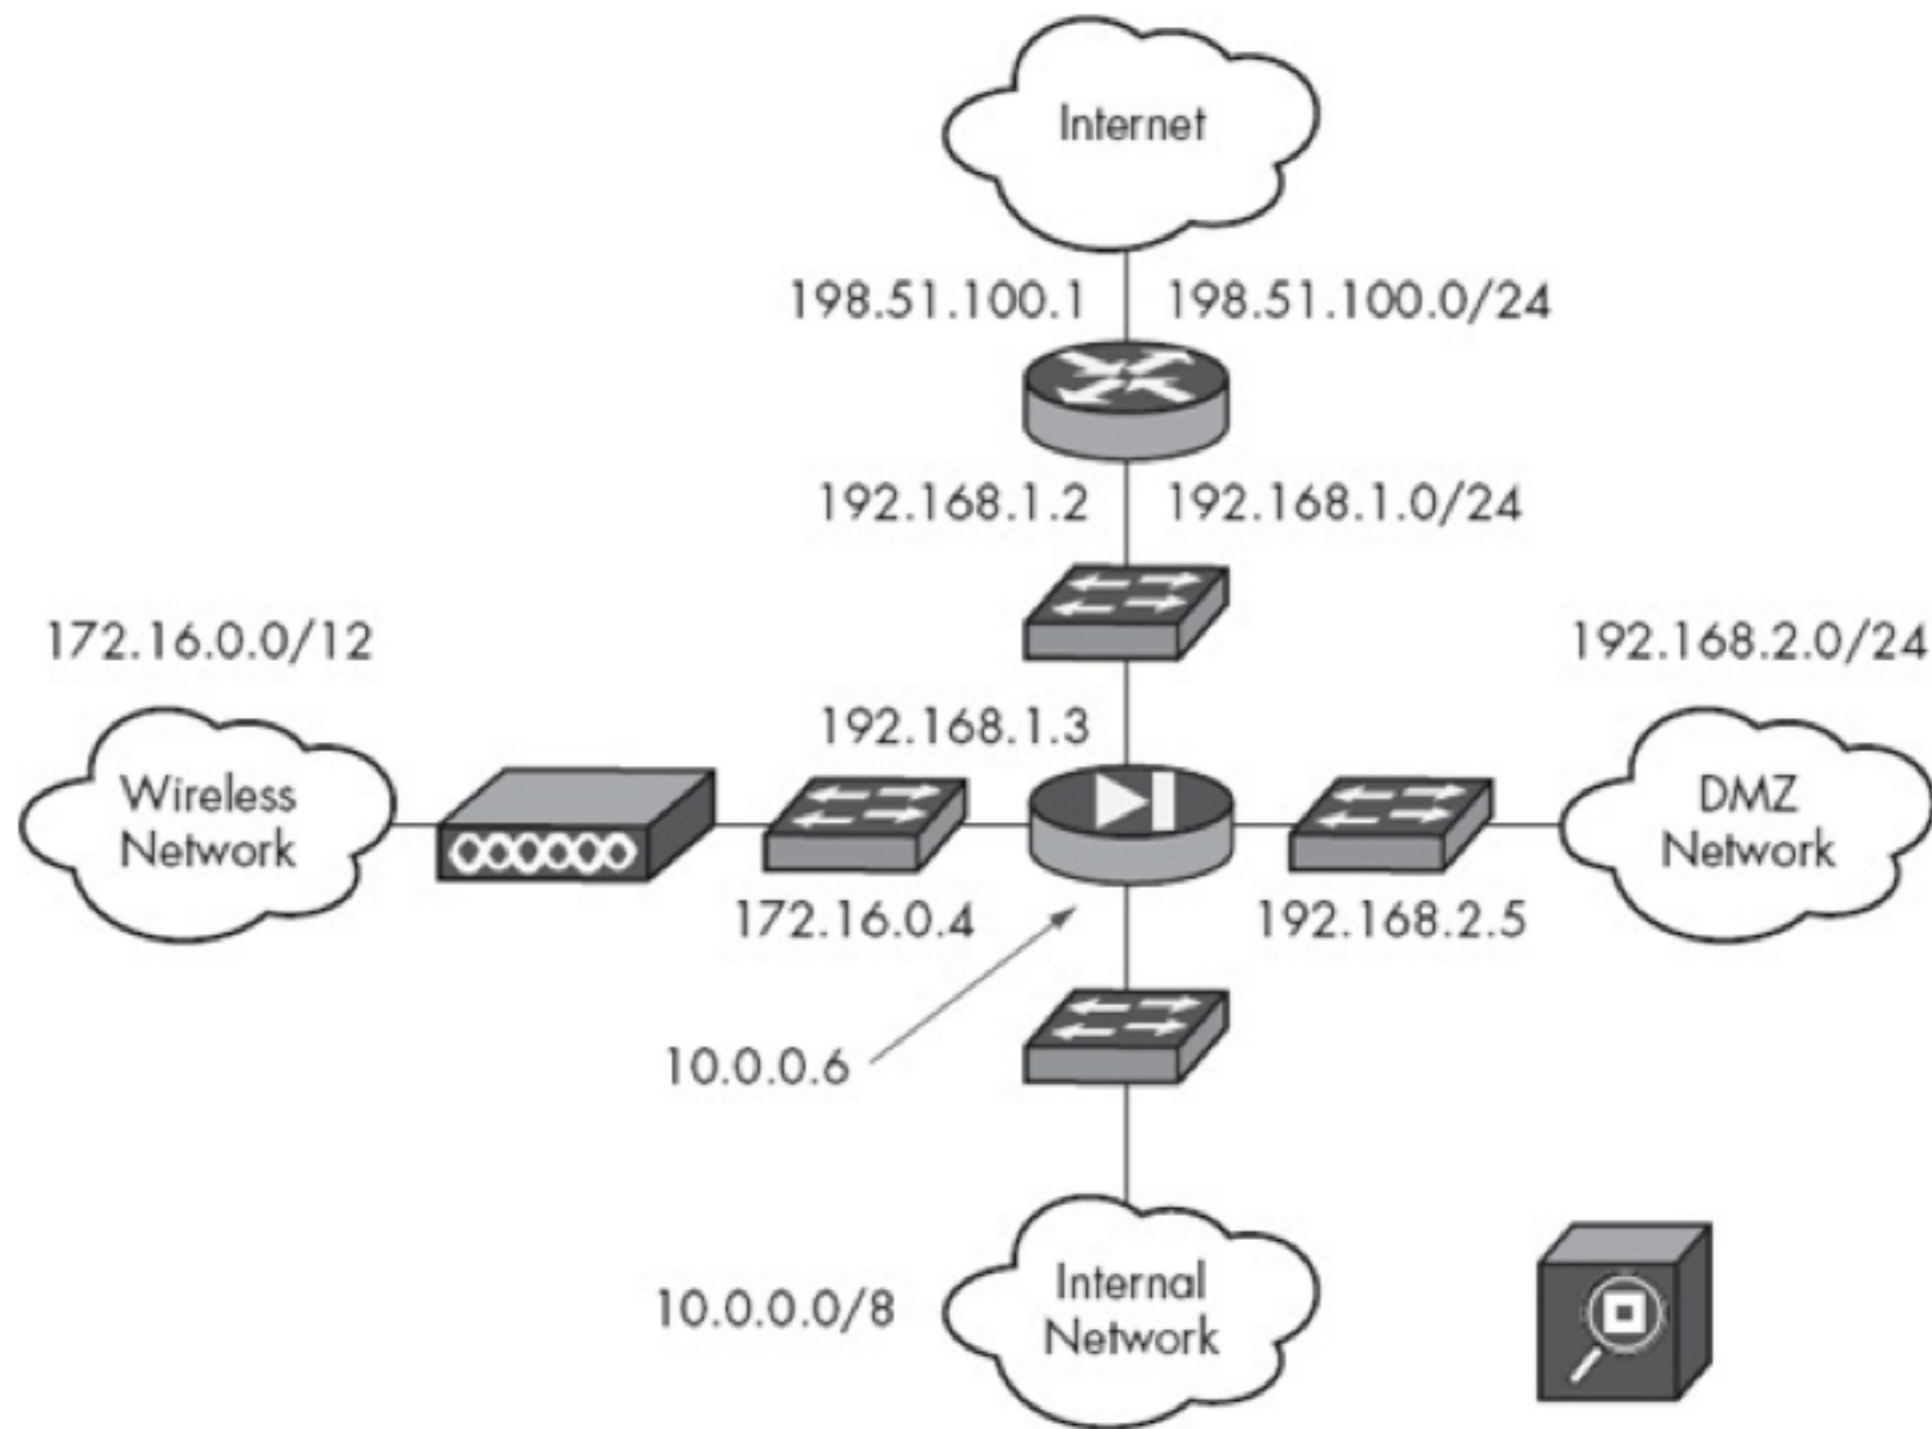 Internet
198.51.100.1
198.51.100.0/24
192.168.1.2
192.168.1.0/24
172.16.0.0/12
192.168.2.0/24
192.168.1.3
Wireless
Network
DMZ
Network
172.16.0.4
192.168.2.5
10.0.0.6
10.0.0.0/8
Internal
Network